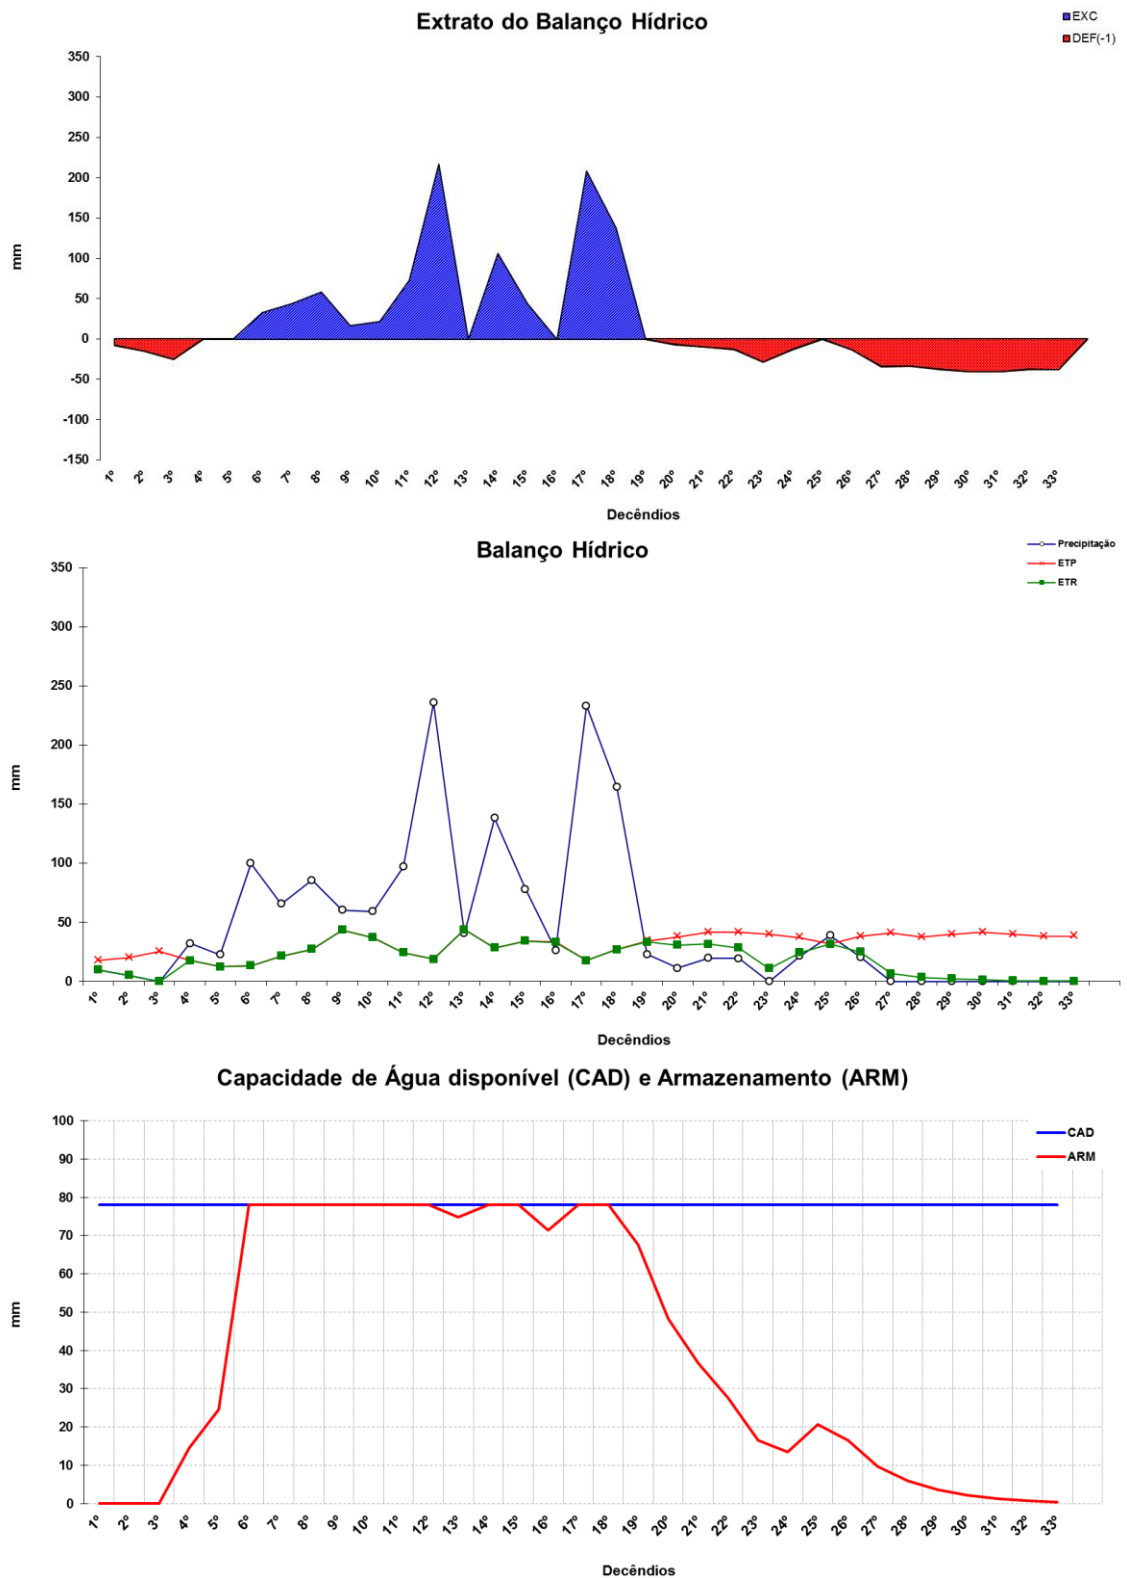 Extrato do Balanço Hídrico
EXC
DEF(-1)
350
300
250
200
150
100
50
0
-50
-100
-150
mm
1º 2º 3º 4º 5º 6º 7º 8º 9º 10º 11º 12º 13º 14º 15º 16º 17º 18º 19º 20º 21º 22º 23º 24º 25º 26º 27º 28º 29º 30º 31º 32º 33º
Decêndios
Balanço Hídrico
Precipitação
ETP
ETR
350
300
250
200
150
100
50
0
mm
1º 2º 3º 4º 5º 6º 7º 8º 9º 10º 11º 12º 13º 14º 15º 16º 17º 18º 19º 20º 21º 22º 23º 24º 25º 26º 27º 28º 29º 30º 31º 32º 33º
Decêndios
Capacidade de Água disponível (CAD) e Armazenamento (ARM)
CAD
ARM
100
90
80
70
60
50
40
30
20
10
0
mm
1º 2º 3º 4º 5º 6º 7º 8º 9º 10º 11º 12º 13º 14º 15º 16º 17º 18º 19º 20º 21º 22º 23º 24º 25º 26º 27º 28º 29º 30º 31º 32º 33º
Decêndios